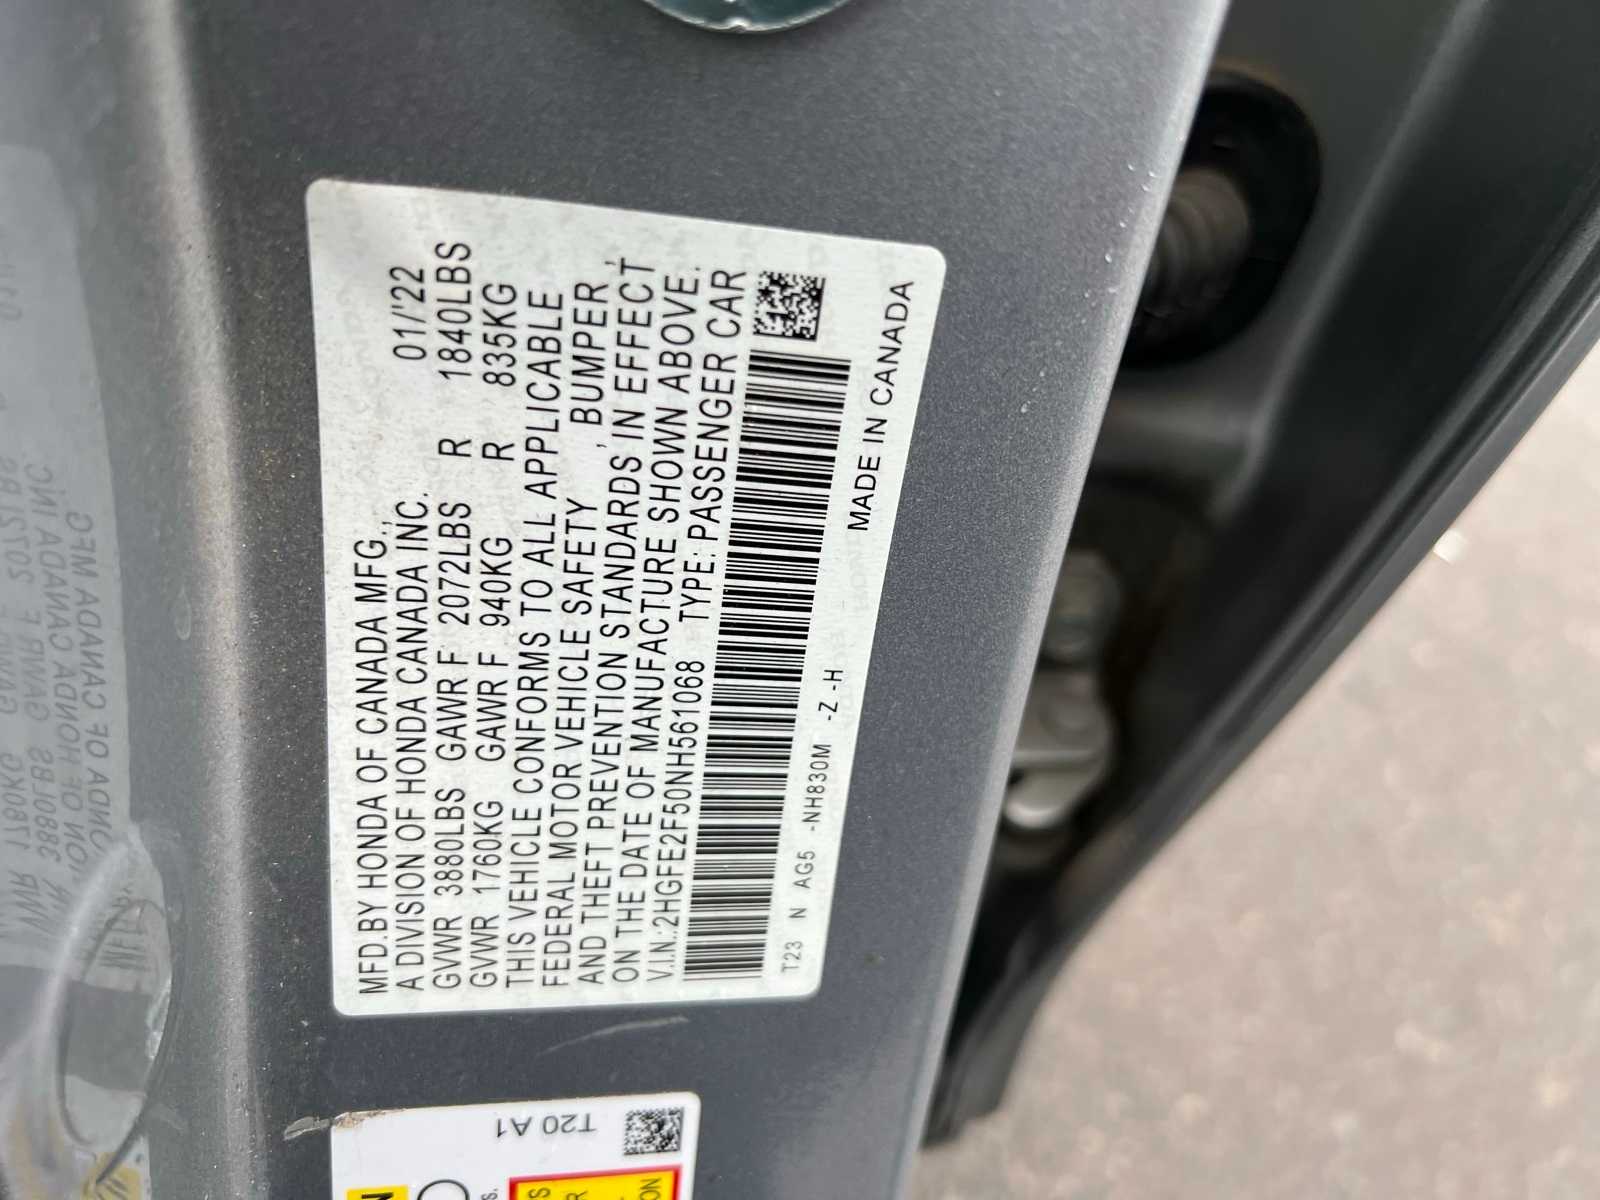 MFD.BY HONDA OF CANADA MFG., 01/'22
A DIVISION OF HONDA CANADA INC.
GVWR 3880LBS GAWR F 2072LBS R 1840LBS
GVWR 1760KG GAWR F 940KG R 835KG
THIS VEHICLE CONFORMS TO ALL APPLICABLE
FEDERAL MOTOR VEHICLE SAFETY , BUMPER ,
AND THEFT PREVENTION STANDARDS IN EFFECT
ON THE DATE OF MANUFACTURE SHOWN ABOVE.
V.I.N.:2HGFE2F50NH561068 TYPE: PASSENGER CAR
T23 N AG5 -NH830M -Z -H
MADE IN CANADA
T20 A1